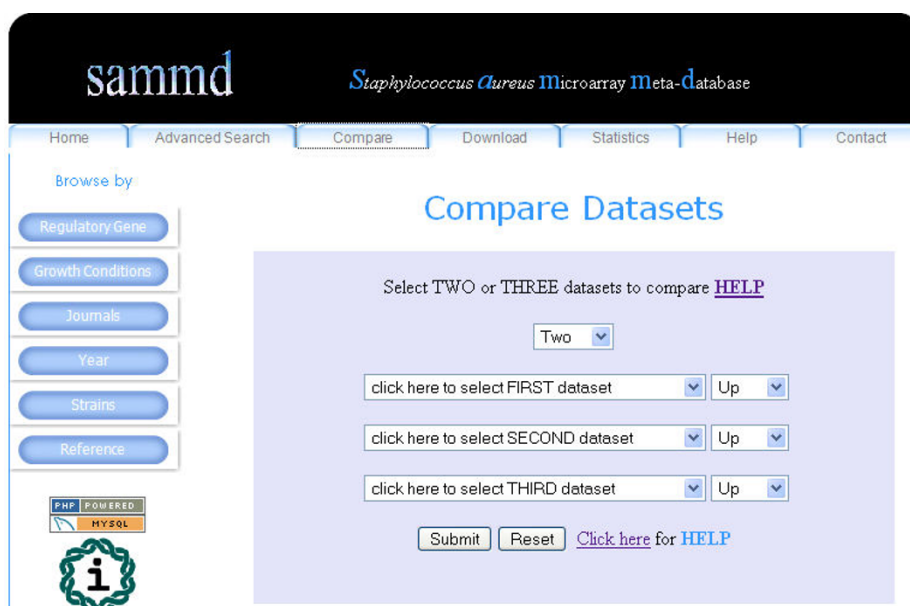 sammd
Staphylococcus aureus microarray meta-database
Home Advanced Search Compare Download Statistics Help Contact
Browse by
Regulatory Gene
Growth Conditions
Journals
Year
Strains
Reference
PHP POWERED
MYSQL
i
Compare Datasets
Select TWO or THREE datasets to compare HELP
Two
click here to select FIRST dataset Up
click here to select SECOND dataset Up
click here to select THIRD dataset Up
Submit Reset Click here for HELP